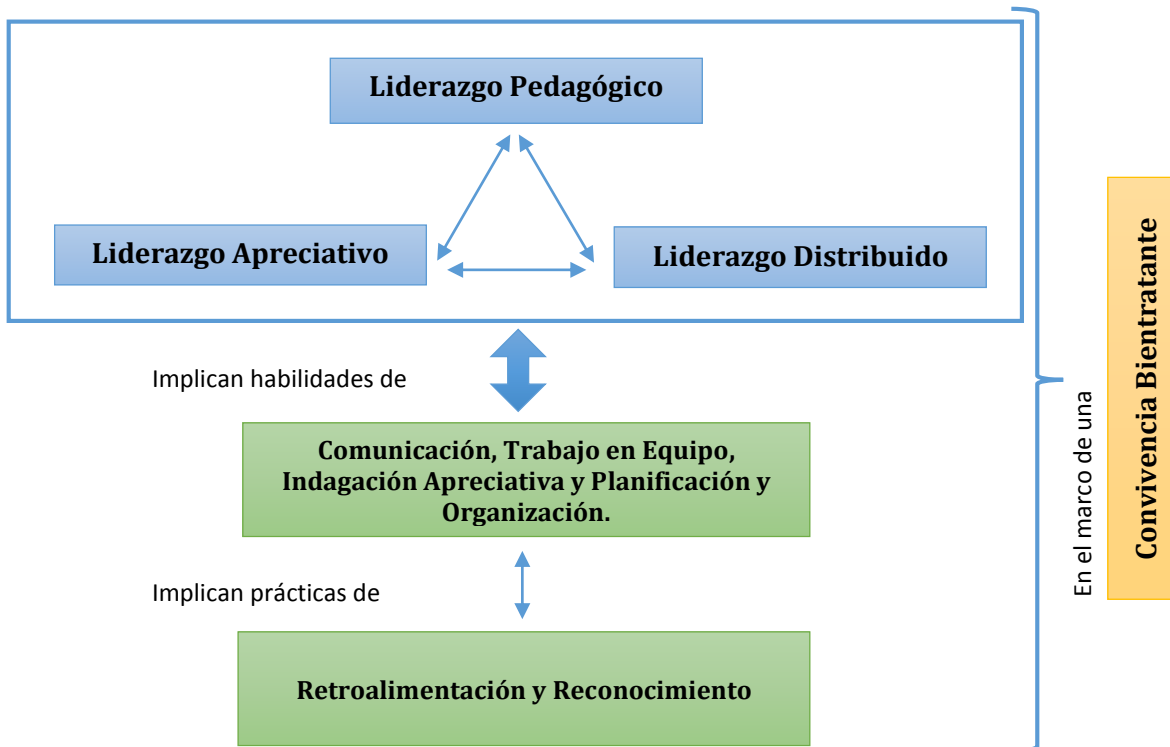 Liderazgo Pedagógico
Liderazgo Apreciativo
Liderazgo Distribuido
Implican habilidades de
Comunicación, Trabajo en Equipo,
Indagación Apreciativa y Planificación y
Organización.
Implican prácticas de
Retroalimentación y Reconocimiento
En el marco de una
Convivencia Bientratante